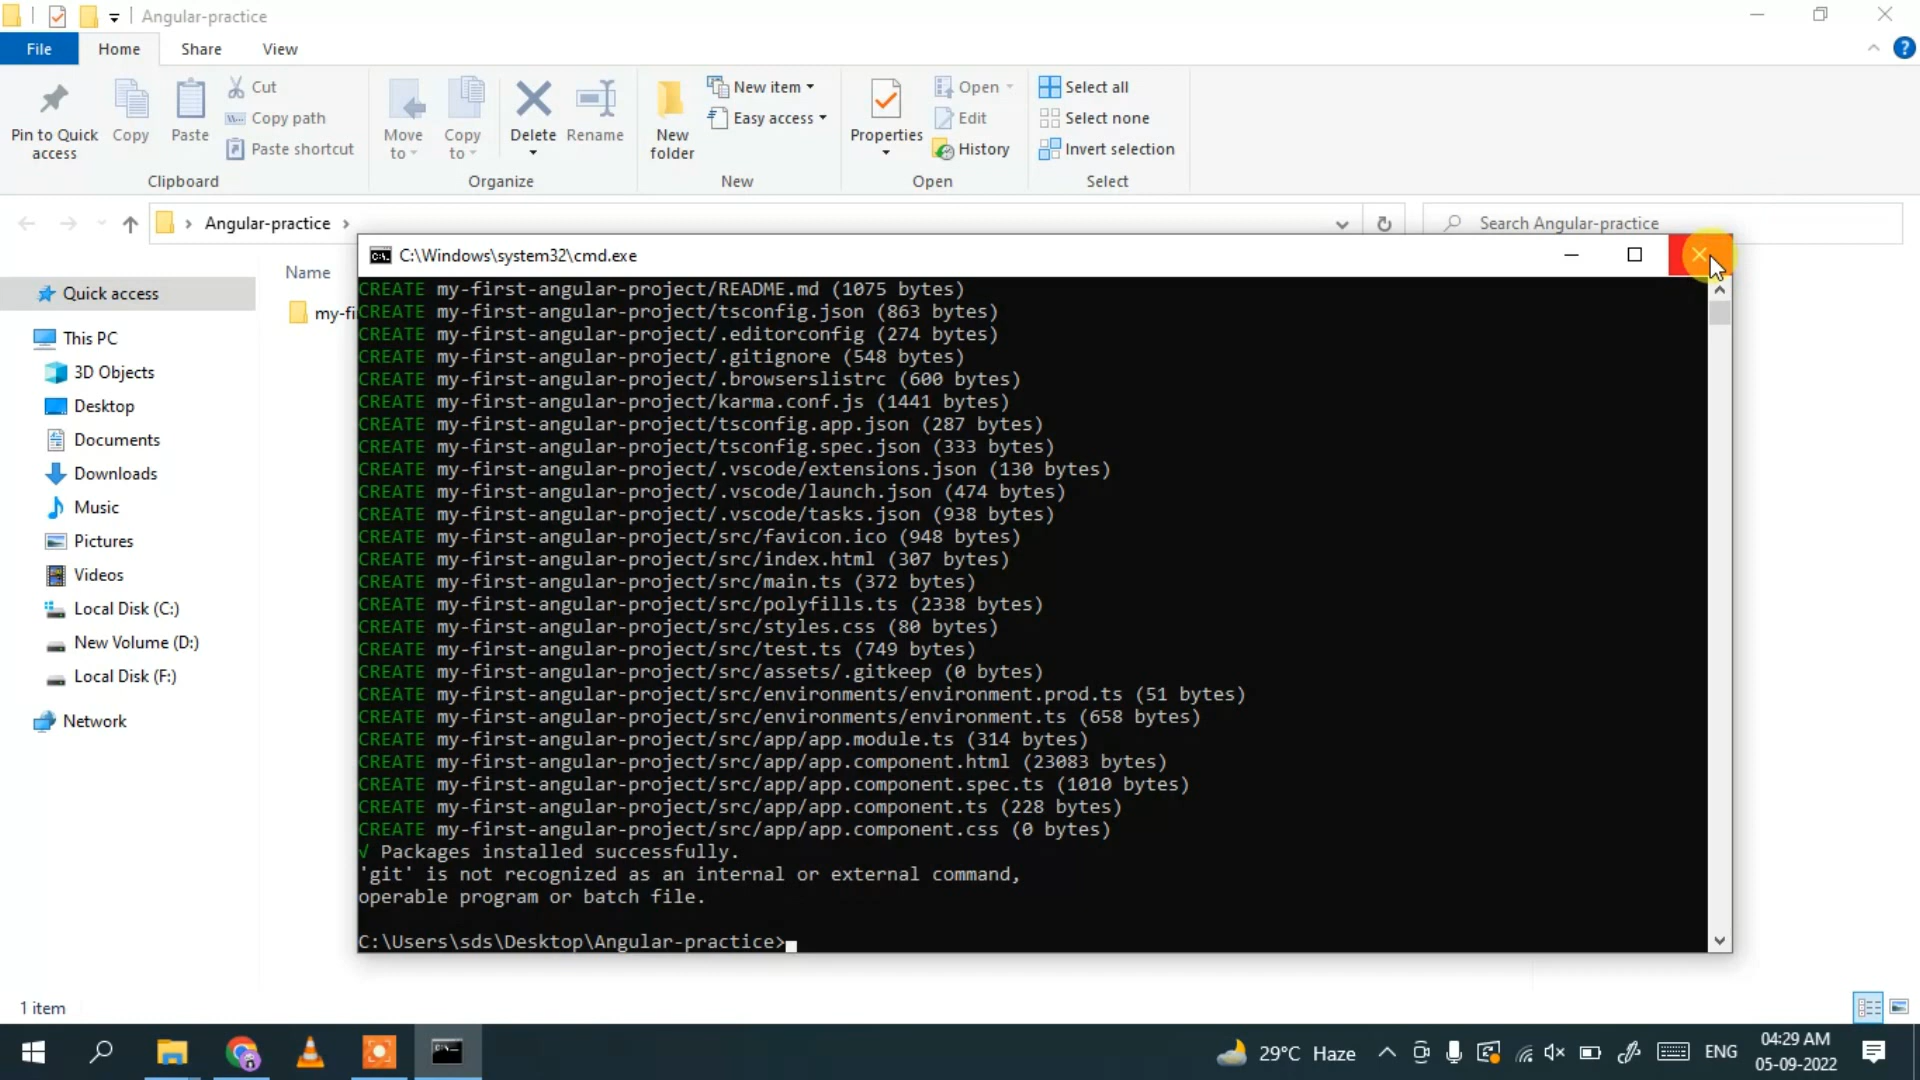 Angular-practice
File
Home
Share
View
Pin to Quick access
Copy
Paste
Cut
Copy path
Paste shortcut
Clipboard
Move to
Copy to
Delete
Rename
Organize
New folder
New item
Easy access
New
Properties
Open
Edit
History
Open
Select all
Select none
Invert selection
Select
Angular-practice
Search Angular-practice
Name
my-fi
Quick access
This PC
3D Objects
Desktop
Documents
Downloads
Music
Pictures
Videos
Local Disk (C:)
New Volume (D:)
Local Disk (F:)
Network
C:\Windows\system32\cmd.exe
CREATE my-first-angular-project/README.md (1075 bytes)
CREATE my-first-angular-project/tsconfig.json (863 bytes)
CREATE my-first-angular-project/.editorconfig (274 bytes)
CREATE my-first-angular-project/.gitignore (548 bytes)
CREATE my-first-angular-project/.browserslistrc (600 bytes)
CREATE my-first-angular-project/karma.conf.js (1441 bytes)
CREATE my-first-angular-project/tsconfig.app.json (287 bytes)
CREATE my-first-angular-project/tsconfig.spec.json (333 bytes)
CREATE my-first-angular-project/.vscode/extensions.json (130 bytes)
CREATE my-first-angular-project/.vscode/launch.json (474 bytes)
CREATE my-first-angular-project/.vscode/tasks.json (938 bytes)
CREATE my-first-angular-project/src/favicon.ico (948 bytes)
CREATE my-first-angular-project/src/index.html (307 bytes)
CREATE my-first-angular-project/src/main.ts (372 bytes)
CREATE my-first-angular-project/src/polyfills.ts (2338 bytes)
CREATE my-first-angular-project/src/styles.css (80 bytes)
CREATE my-first-angular-project/src/test.ts (749 bytes)
CREATE my-first-angular-project/src/assets/.gitkeep (0 bytes)
CREATE my-first-angular-project/src/environments/environment.prod.ts (51 bytes)
CREATE my-first-angular-project/src/environments/environment.ts (658 bytes)
CREATE my-first-angular-project/src/app/app.module.ts (314 bytes)
CREATE my-first-angular-project/src/app/app.component.html (23083 bytes)
CREATE my-first-angular-project/src/app/app.component.spec.ts (1010 bytes)
CREATE my-first-angular-project/src/app/app.component.ts (228 bytes)
CREATE my-first-angular-project/src/app/app.component.css (0 bytes)
√ Packages installed successfully.
'git' is not recognized as an internal or external command,
operable program or batch file.
C:\Users\sds\Desktop\Angular-practice>
1 item
29°C Haze
ENG
04:29 AM
05-09-2022